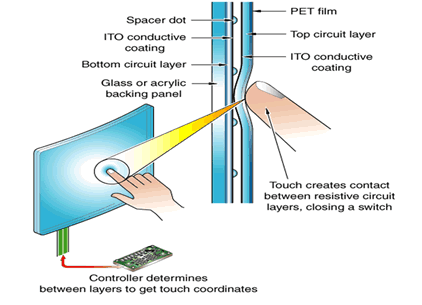 Spacer dot
ITO conductive
coating
Bottom circuit layer
Glass or acrylic
backing panel
PET film
Top circuit layer
ITO conductive
coating
Touch creates contact
between resistive circuit
layers, closing a switch
Controller determines
between layers to get touch coordinates